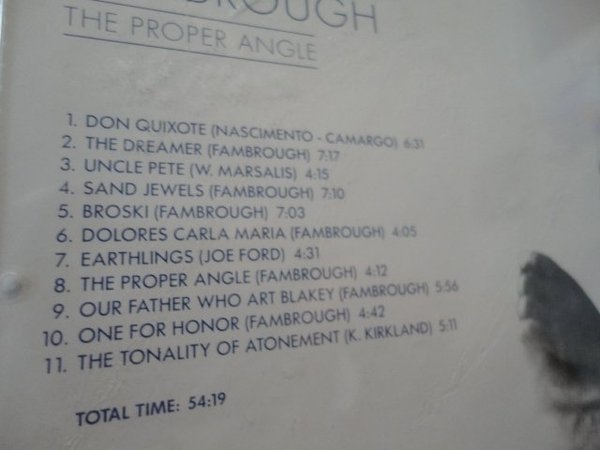 BROUGH
THE PROPER ANGLE
1. DON QUIXOTE (NASCIMENTO - CAMARGO) 6:31
2. THE DREAMER (FAMBROUGH) 7:17
3. UNCLE PETE (W. MARSALIS) 4:15
4. SAND JEWELS (FAMBROUGH) 7:10
5. BROSKI (FAMBROUGH) 7:03
6. DOLORES CARLA MARIA (FAMBROUGH) 4:05
7. EARTHLINGS (JOE FORD) 4:31
8. THE PROPER ANGLE (FAMBROUGH) 4:12
9. OUR FATHER WHO ART BLAKEY (FAMBROUGH) 5:56
10. ONE FOR HONOR (FAMBROUGH) 4:42
11. THE TONALITY OF ATONEMENT (K. KIRKLAND) 5:11
TOTAL TIME: 54:19